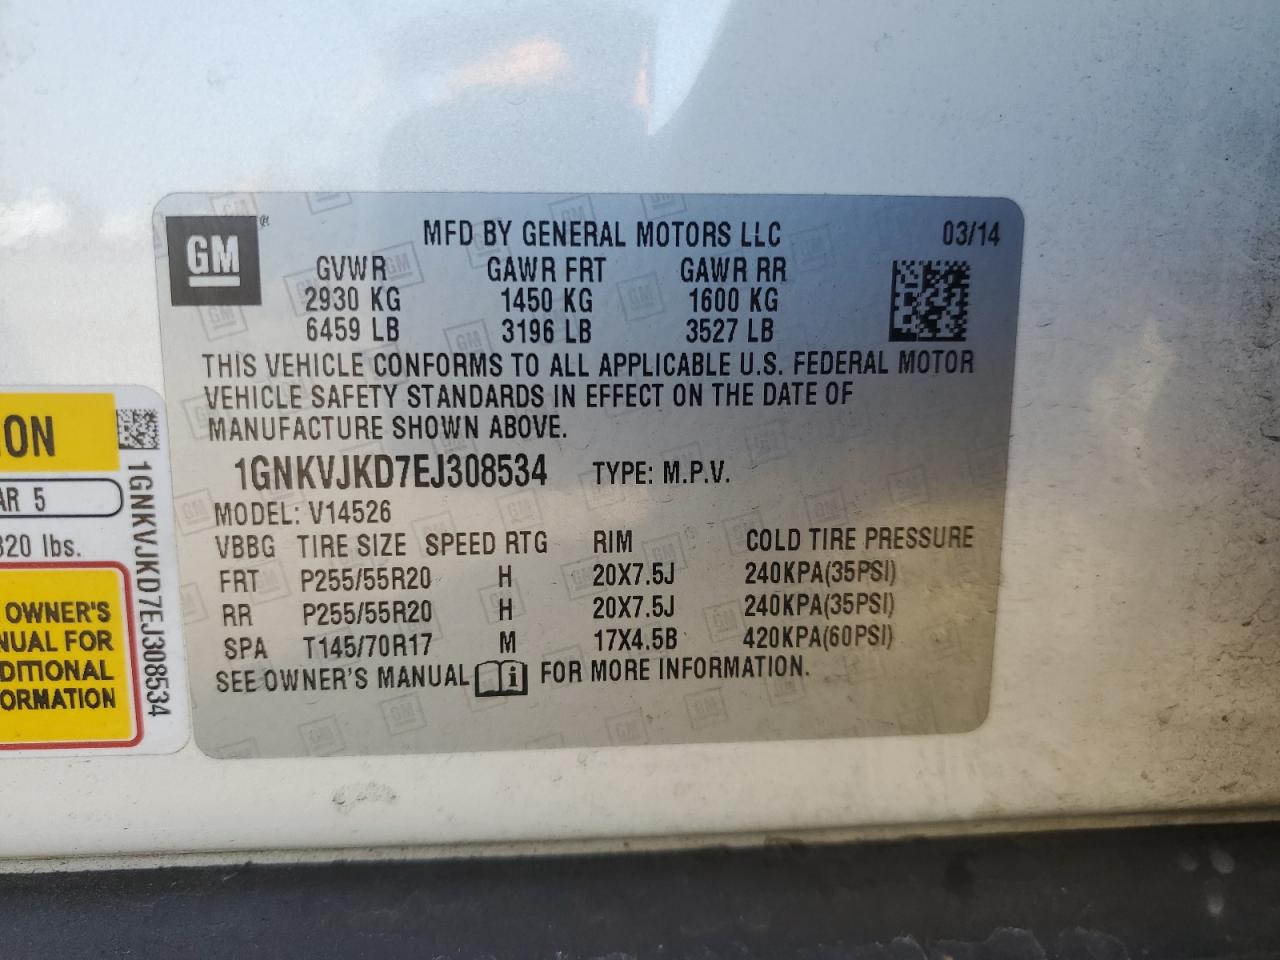 GM ®
MFD BY GENERAL MOTORS LLC 03/14
GVWR GAWR FRT GAWR RR
2930 KG 1450 KG 1600 KG
6459 LB 3196 LB 3527 LB
THIS VEHICLE CONFORMS TO ALL APPLICABLE U.S. FEDERAL MOTOR
VEHICLE SAFETY STANDARDS IN EFFECT ON THE DATE OF
MANUFACTURE SHOWN ABOVE.
1GNKVJKD7EJ308534 TYPE: M.P.V.
MODEL: V14526
VBBG TIRE SIZE SPEED RTG RIM COLD TIRE PRESSURE
FRT P255/55R20 H 20X7.5J 240KPA(35PSI)
RR P255/55R20 H 20X7.5J 240KPA(35PSI)
SPA T145/70R17 M 17X4.5B 420KPA(60PSI)
SEE OWNER'S MANUAL i FOR MORE INFORMATION.
ION
AR 5
820 lbs.
OWNER'S
NUAL FOR
DITIONAL
ORMATION
1GNKVJKD7EJ308534